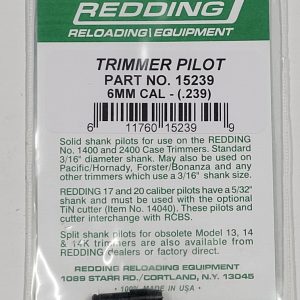 REDDING
RELOADING EQUIPMENT
TRIMMER PILOT
PART NO. 15239
6MM CAL - (.239)
6 11760 15239 9
Solid shank pilots for use on the REDDING
No. 1400 and 2400 Case Trimmers. Standard
3/16" diameter shank. May also be used on
Pacific/Hornady, Forster/Bonanza and any
other trimmers which use a 3/16" shank size.
REDDING 17 and 20 caliber pilots have a 5/32"
shank and must be used with the optional
TiN cutter (Item No. 14040). These pilots and
cutter interchange with RCBS.
Split shank pilots for obsolete Model 13, 14
& 14K trimmers are also available from
REDDING dealers or factory direct.
REDDING RELOADING EQUIPMENT
1089 STARR RD./CORTLAND, N.Y. 13045
• 100% MADE IN USA •